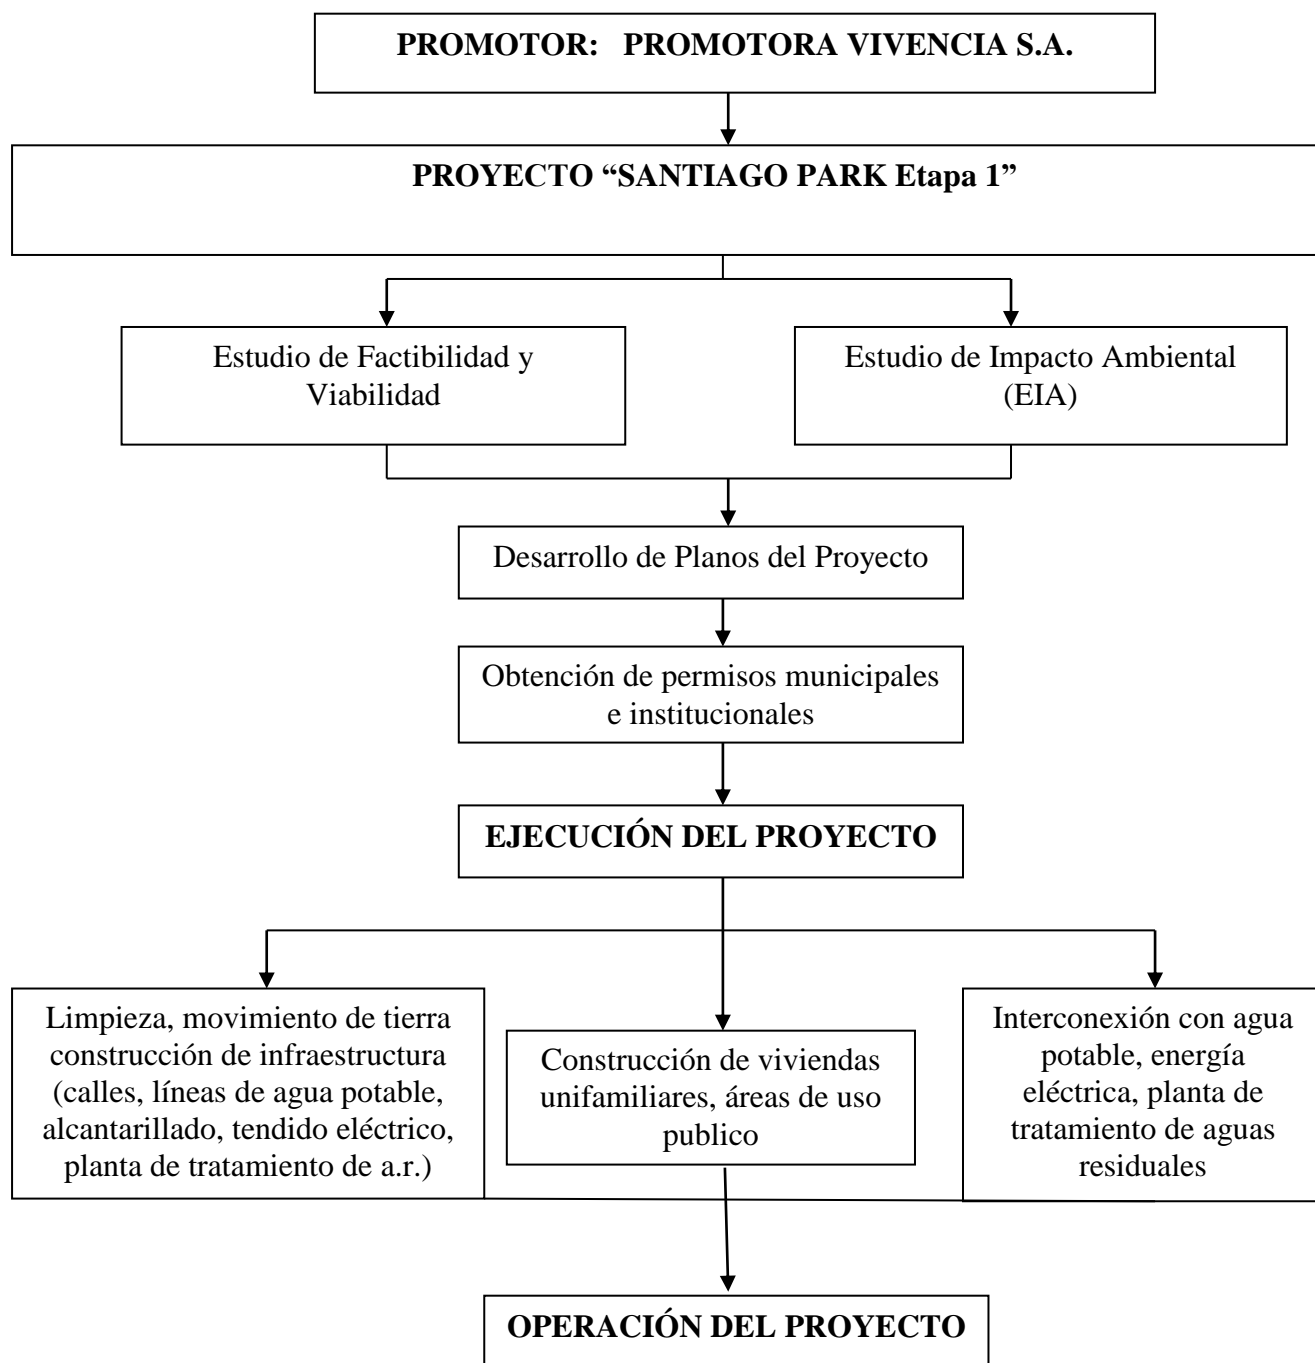 PROMOTOR: PROMOTORA VIVENCIA S.A.
PROYECTO “SANTIAGO PARK Etapa 1”
Estudio de Factibilidad y
Viabilidad
Estudio de Impacto Ambiental
(EIA)
Desarrollo de Planos del Proyecto
Obtención de permisos municipales
e institucionales
EJECUCIÓN DEL PROYECTO
Limpieza, movimiento de tierra
construcción de infraestructura
(calles, líneas de agua potable,
alcantarillado, tendido eléctrico,
planta de tratamiento de a.r.)
Construcción de viviendas
unifamiliares, áreas de uso
publico
Interconexión con agua
potable, energía
eléctrica, planta de
tratamiento de aguas
residuales
OPERACIÓN DEL PROYECTO